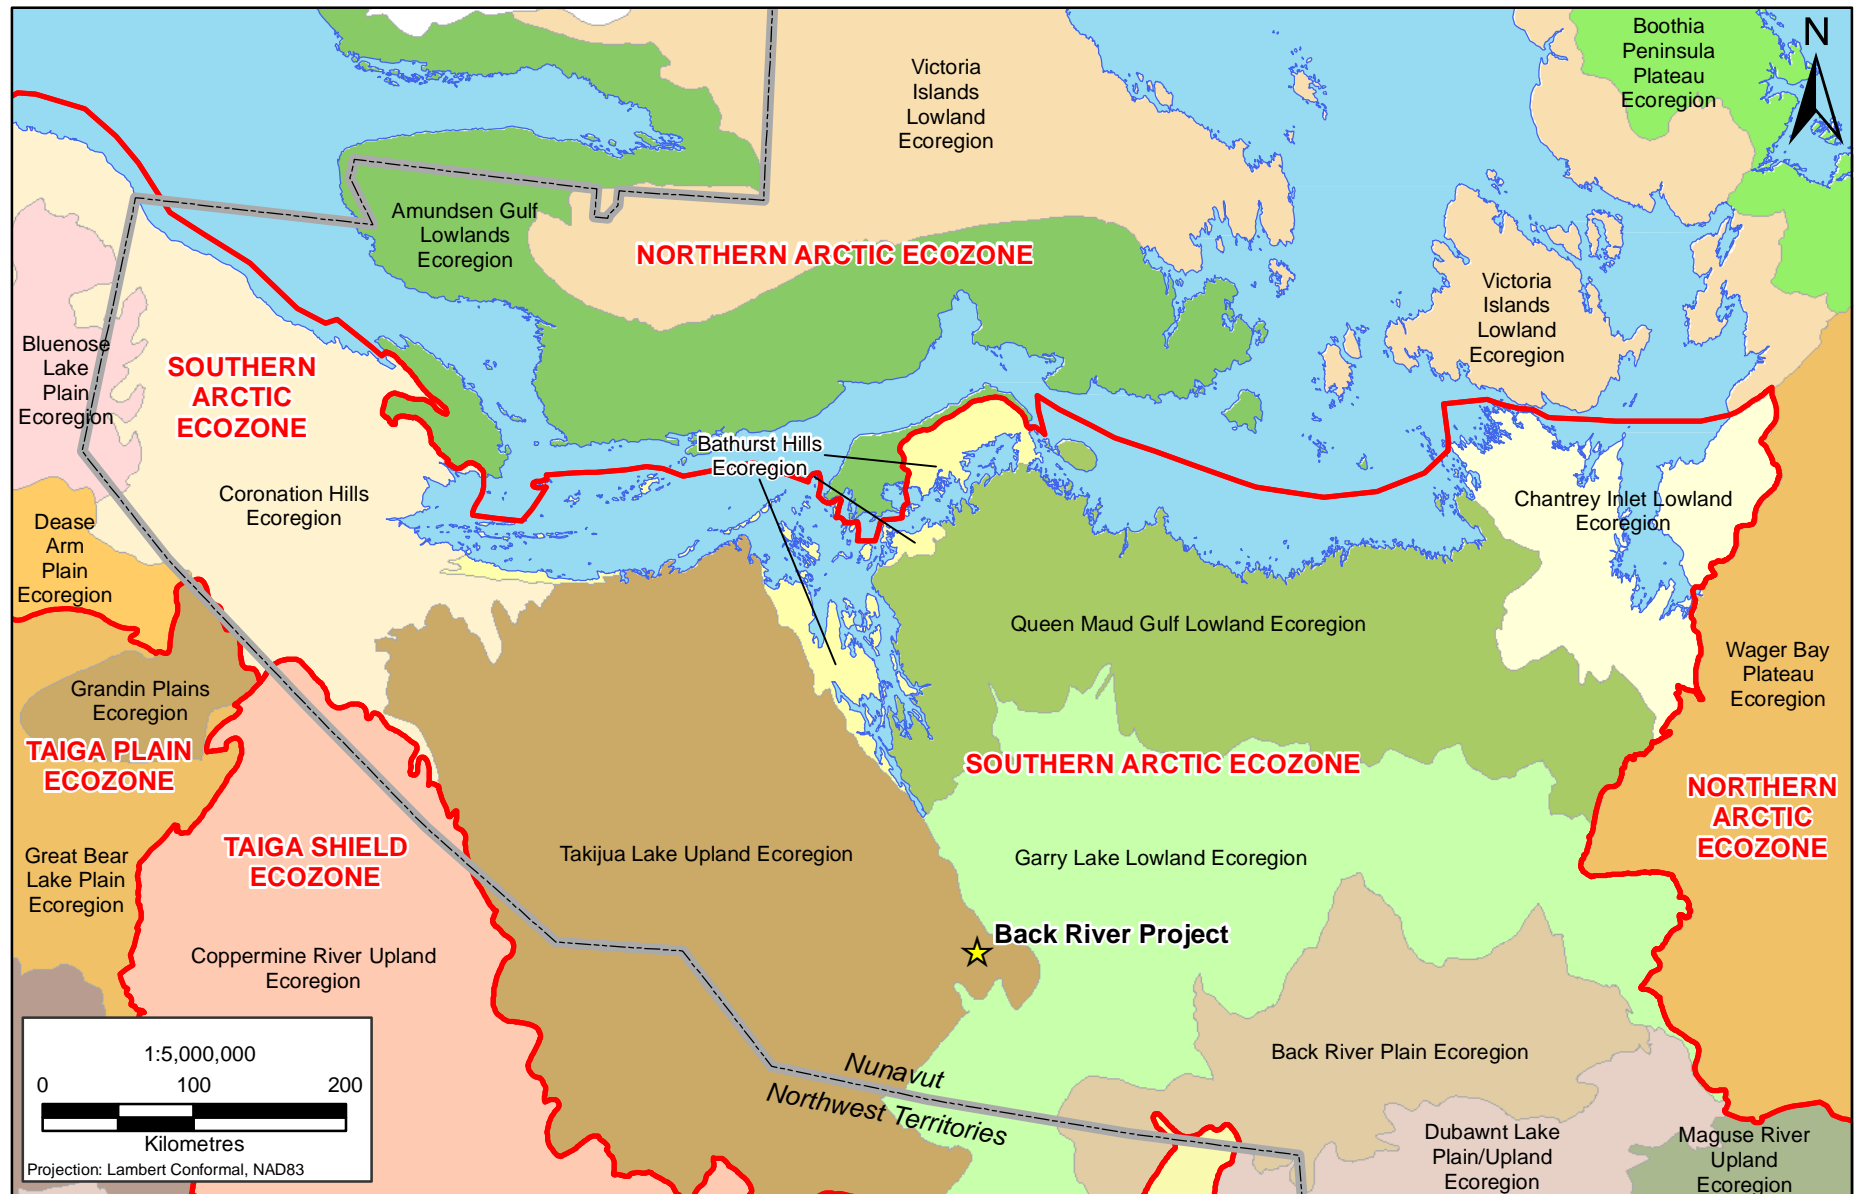 Boothia
Peninsula
Plateau
Ecoregion
N
Victoria
Islands
Lowland
Ecoregion
Amundsen Gulf
Lowlands
Ecoregion
NORTHERN ARCTIC ECOZONE
Victoria
Islands
Lowland
Ecoregion
Bluenose
Lake
Plain
Ecoregion
SOUTHERN
ARCTIC
ECOZONE
Bathurst Hills
Ecoregion
Coronation Hills
Ecoregion
Chantrey Inlet Lowland
Ecoregion
Dease
Arm
Plain
Ecoregion
Queen Maud Gulf Lowland Ecoregion
Wager Bay
Plateau
Ecoregion
Grandin Plains
Ecoregion
TAIGA PLAIN
ECOZONE
SOUTHERN ARCTIC ECOZONE
NORTHERN
ARCTIC
ECOZONE
TAIGA SHIELD
ECOZONE
Takijua Lake Upland Ecoregion
Garry Lake Lowland Ecoregion
Great Bear
Lake Plain
Ecoregion
Back River Project
Coppermine River Upland
Ecoregion
Back River Plain Ecoregion
Nunavut
Northwest Territories
Dubawnt Lake
Plain/Upland
Ecoregion
Maguse River
Upland
Ecoregion
1:5,000,000
0 100 200
Kilometres
Projection: Lambert Conformal, NAD83